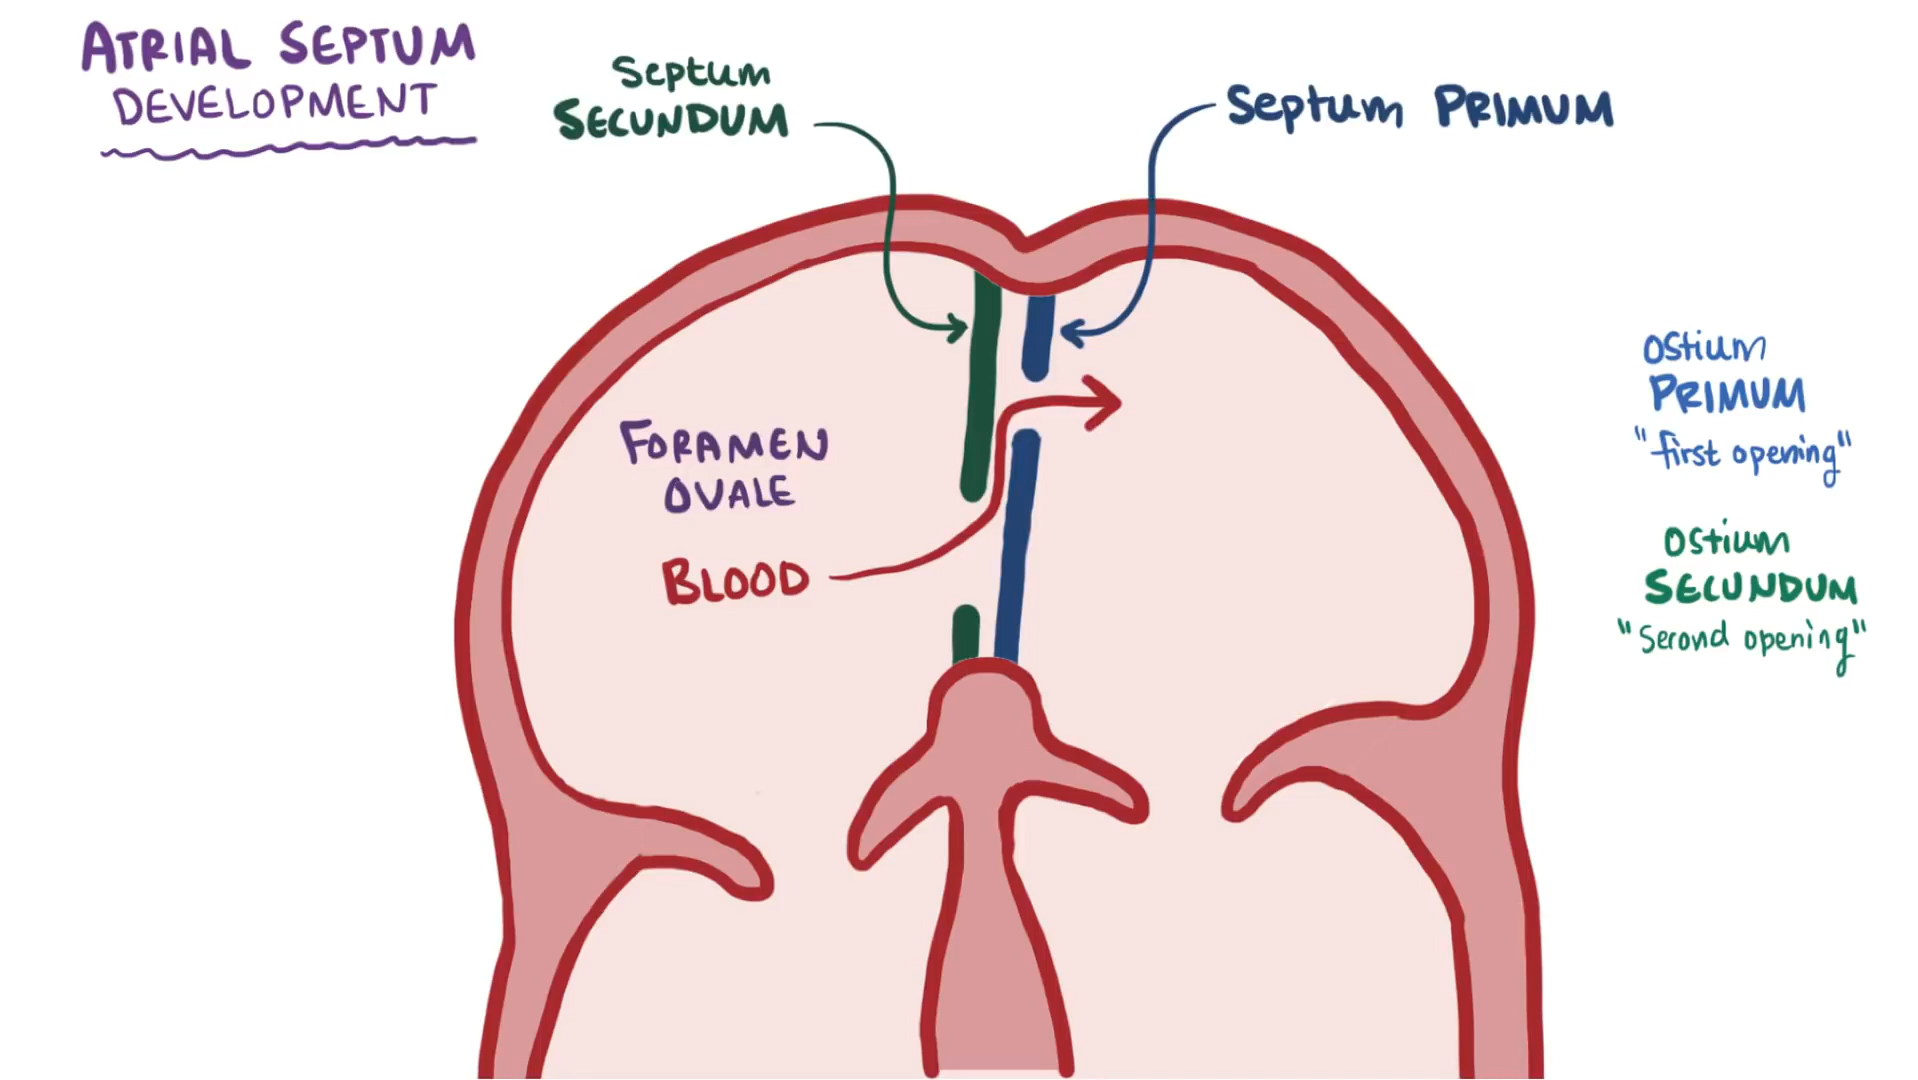 ATRIAL SEPTUM
DEVELOPMENT
Septum
SECUNDUM
Septum PRIMUM
FORAMEN
OVALE
BLOOD
Ostium
PRIMUM
"first opening"
Ostium
SECUNDUM
"Second opening"